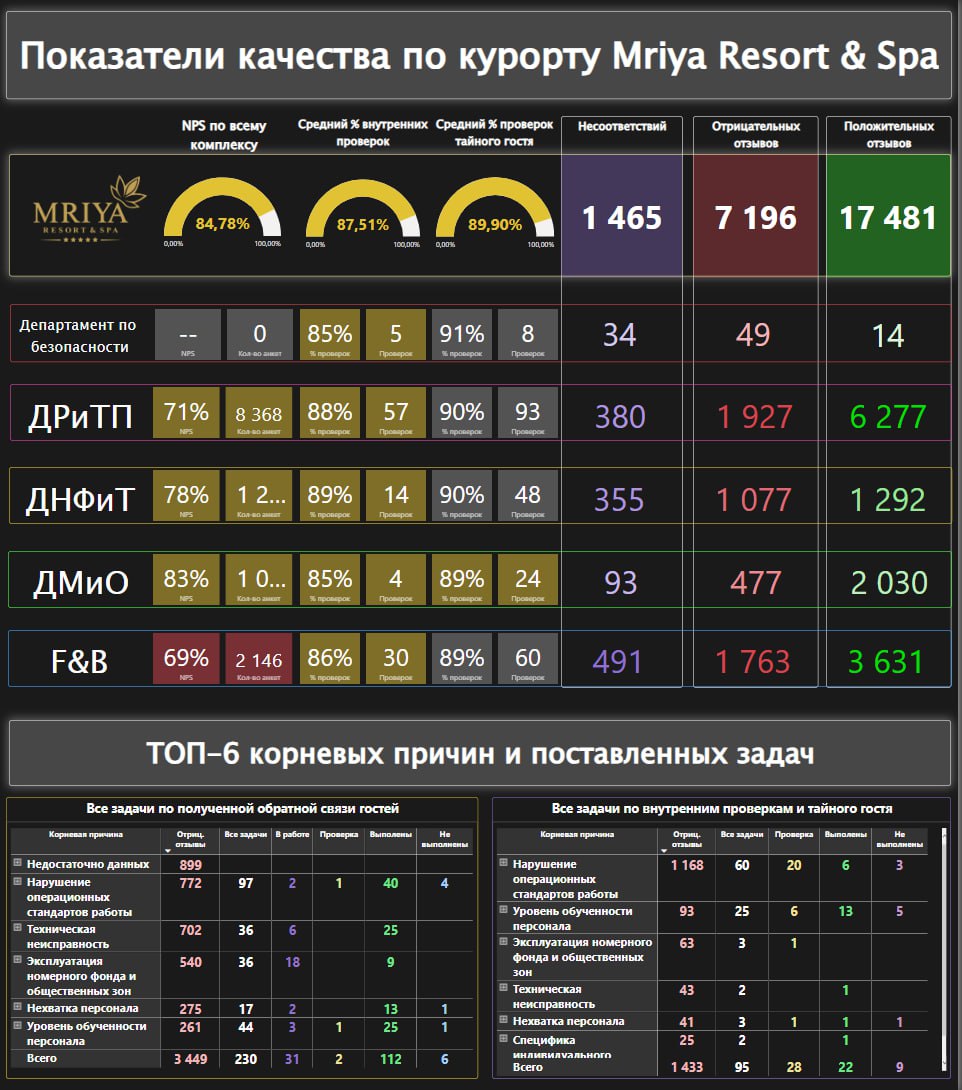 Показатели качества по курорту Mriya Resort & Spa
NPS по всему
комплексу
Средний % внутренних
проверок
Средний % проверок
тайного гостя
Несоответствий
Отрицательных
отзывов
Положительных
отзывов
MRIYA
RESORT & SPA
84,78%
0,00% 100,00%
87,51%
0,00% 100,00%
89,90%
0,00% 100,00%
1 465
7 196
17 481
Департамент по
безопасности
-- 0 85% 5 91% 8 34 49 14
NPS Кол-во анкет % проверок Проверок % проверок Проверок
ДРиТП 71% 8 368 88% 57 90% 93 380 1 927 6 277
NPS Кол-во анкет % проверок Проверок % проверок Проверок
ДНФиТ 78% 1 2... 89% 14 90% 48 355 1 077 1 292
NPS Кол-во анкет % проверок Проверок % проверок Проверок
ДМиО 83% 1 0... 85% 4 89% 24 93 477 2 030
NPS Кол-во анкет % проверок Проверок % проверок Проверок
F&B 69% 2 146 86% 30 89% 60 491 1 763 3 631
NPS Кол-во анкет % проверок Проверок % проверок Проверок
ТОП-6 корневых причин и поставленных задач
Все задачи по полученной обратной связи гостей
Корневая причина Отриц. Все задачи В работе Проверка Выполены Не
отзывы выполнены
Недостаточно данных 899
Нарушение 772 97 2 1 40 4
операционных
стандартов работы
Техническая 702 36 6 25
неисправность
Эксплуатация 540 36 18 9
номерного фонда и
общественных зон
Нехватка персонала 275 17 2 13 1
Уровень обученности 261 44 3 1 25 1
персонала
Всего 3 449 230 31 2 112 6
Все задачи по внутренним проверкам и тайного гостя
Корневая причина Отриц. Все задачи Проверка Выполены Не
отзывы выполнены
Нарушение 1 168 60 20 6 3
операционных
стандартов работы
Уровень обученности 93 25 6 13 5
персонала
Эксплуатация номерного 63 3 1
фонда и общественных
зон
Техническая 43 2 1
неисправность
Нехватка персонала 41 3 1 1 1
Специфика 25 2 1
индивидуального
Всего 1 433 95 28 22 9